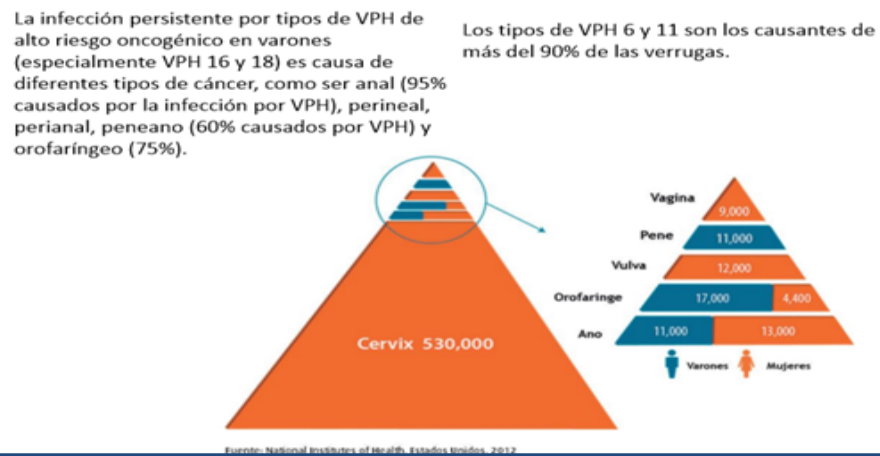 La infección persistente por tipos de VPH de
alto riesgo oncogénico en varones
(especialmente VPH 16 y 18) es causa de
diferentes tipos de cáncer, como ser anal (95%
causados por la infección por VPH), perineal,
perianal, peneano (60% causados por VPH) y
orofaríngeo (75%).
Los tipos de VPH 6 y 11 son los causantes de
más del 90% de las verrugas.
Cervix 530,000
Vagina 9,000
Pene 11,000
Vulva 12,000
Orofaringe 17,000 4,400
Ano 11,000 13,000
Varones Mujeres
Fuente: National Institutes of Health, Estados Unidos, 2012